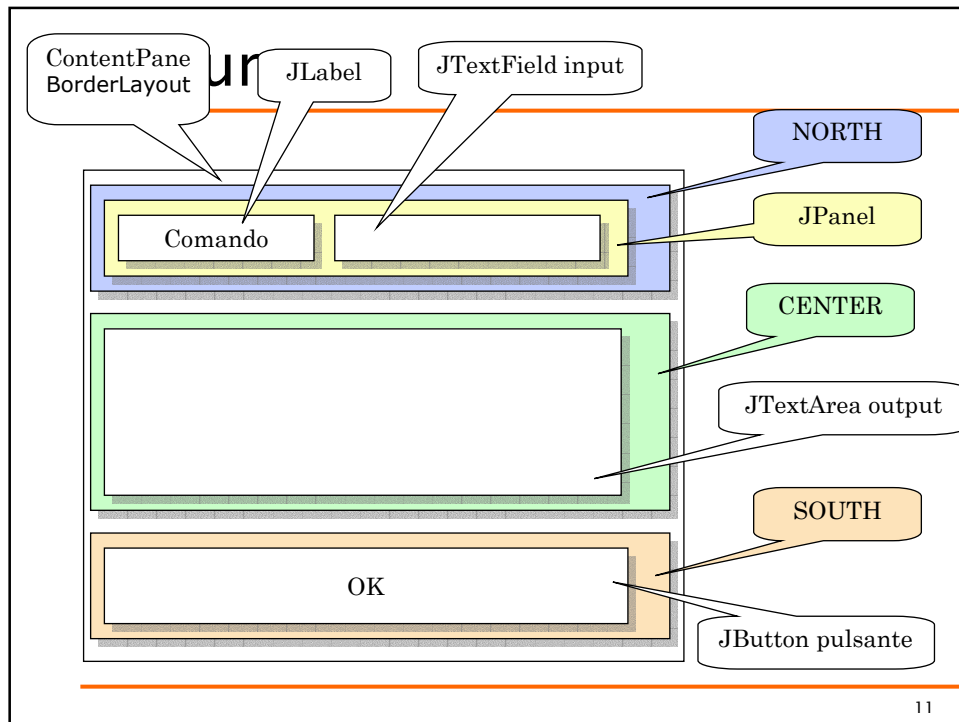 ContentPane
BorderLayout
JLabel
JTextField input
NORTH
JPanel
Comando
CENTER
JTextArea output
SOUTH
OK
JButton pulsante
11